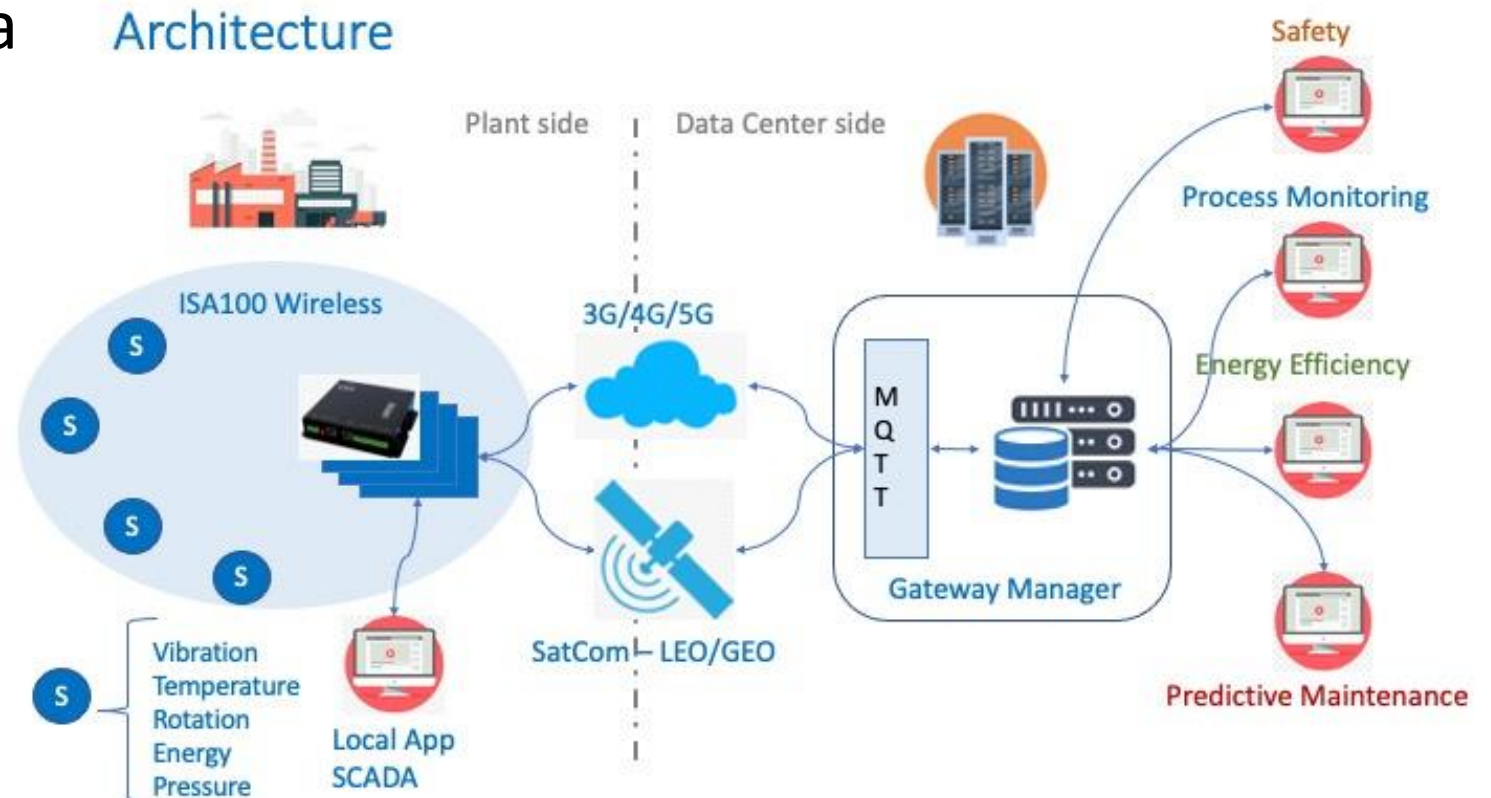 a
Architecture
Plant side
Data Center side
ISA100 Wireless
S
S
S
S
S
Vibration
Temperature
Rotation
Energy
Pressure
Local App
SCADA
3G/4G/5G
SatCom – LEO/GEO
M
Q
T
T
Gateway Manager
Safety
Process Monitoring
Energy Efficiency
Predictive Maintenance